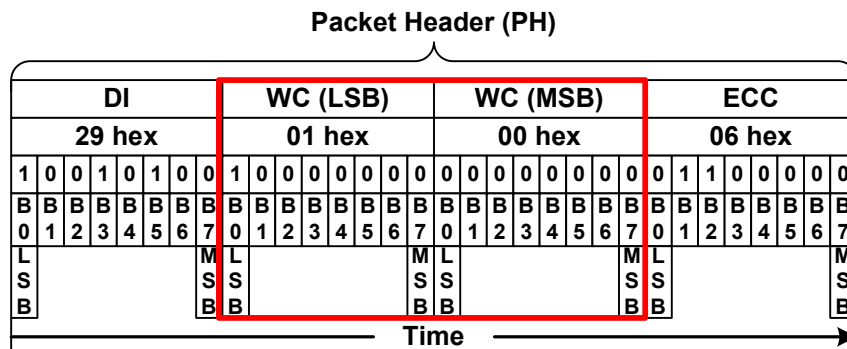 Packet Header (PH)
DI WC (LSB) WC (MSB) ECC
29 hex 01 hex 00 hex 06 hex
1 0 0 1 0 1 0 0 1 0 0 0 0 0 0 0 0 0 0 0 0 0 0 0 0 1 1 0 0 0 0 0
B B B B B B B B B B B B B B B B B B B B B B B B B B B B B B B B
0 1 2 3 4 5 6 7 0 1 2 3 4 5 6 7 0 1 2 3 4 5 6 7 0 1 2 3 4 5 6 7
L M L M L M L M
S S S S S S S S
B B B B B B B B
Time